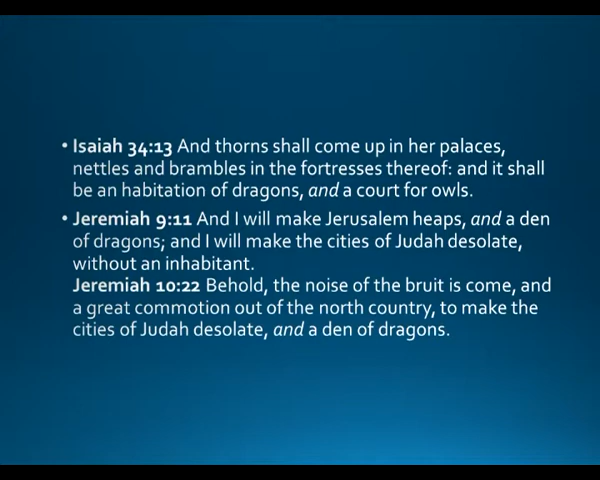 • Isaiah 34:13 And thorns shall come up in her palaces,
nettles and brambles in the fortresses thereof: and it shall
be an habitation of dragons, and a court for owls.
• Jeremiah 9:11 And I will make Jerusalem heaps, and a den
of dragons; and I will make the cities of Judah desolate,
without an inhabitant.
Jeremiah 10:22 Behold, the noise of the bruit is come, and
a great commotion out of the north country, to make the
cities of Judah desolate, and a den of dragons.